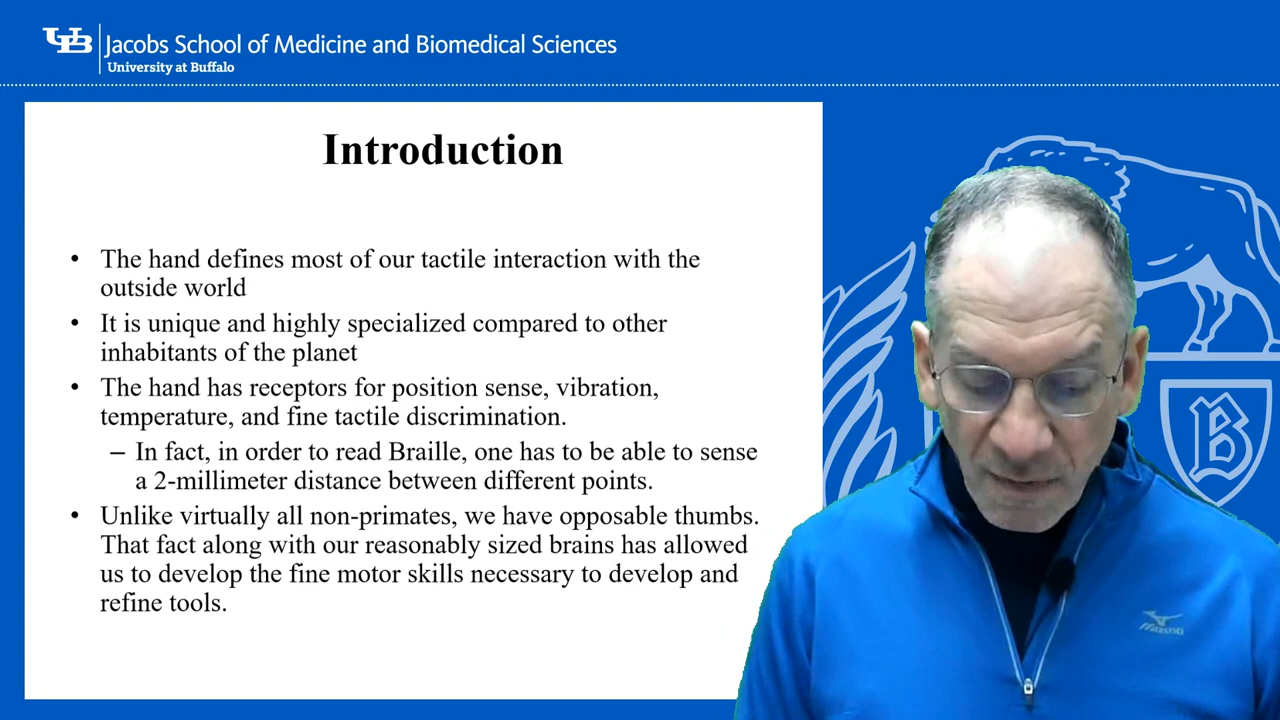 UB Jacobs School of Medicine and Biomedical Sciences
University at Buffalo
Introduction
• The hand defines most of our tactile interaction with the
outside world
• It is unique and highly specialized compared to other
inhabitants of the planet
• The hand has receptors for position sense, vibration,
temperature, and fine tactile discrimination.
– In fact, in order to read Braille, one has to be able to sense
a 2-millimeter distance between different points.
• Unlike virtually all non-primates, we have opposable thumbs.
That fact along with our reasonably sized brains has allowed
us to develop the fine motor skills necessary to develop and
refine tools.
B
Mizuno